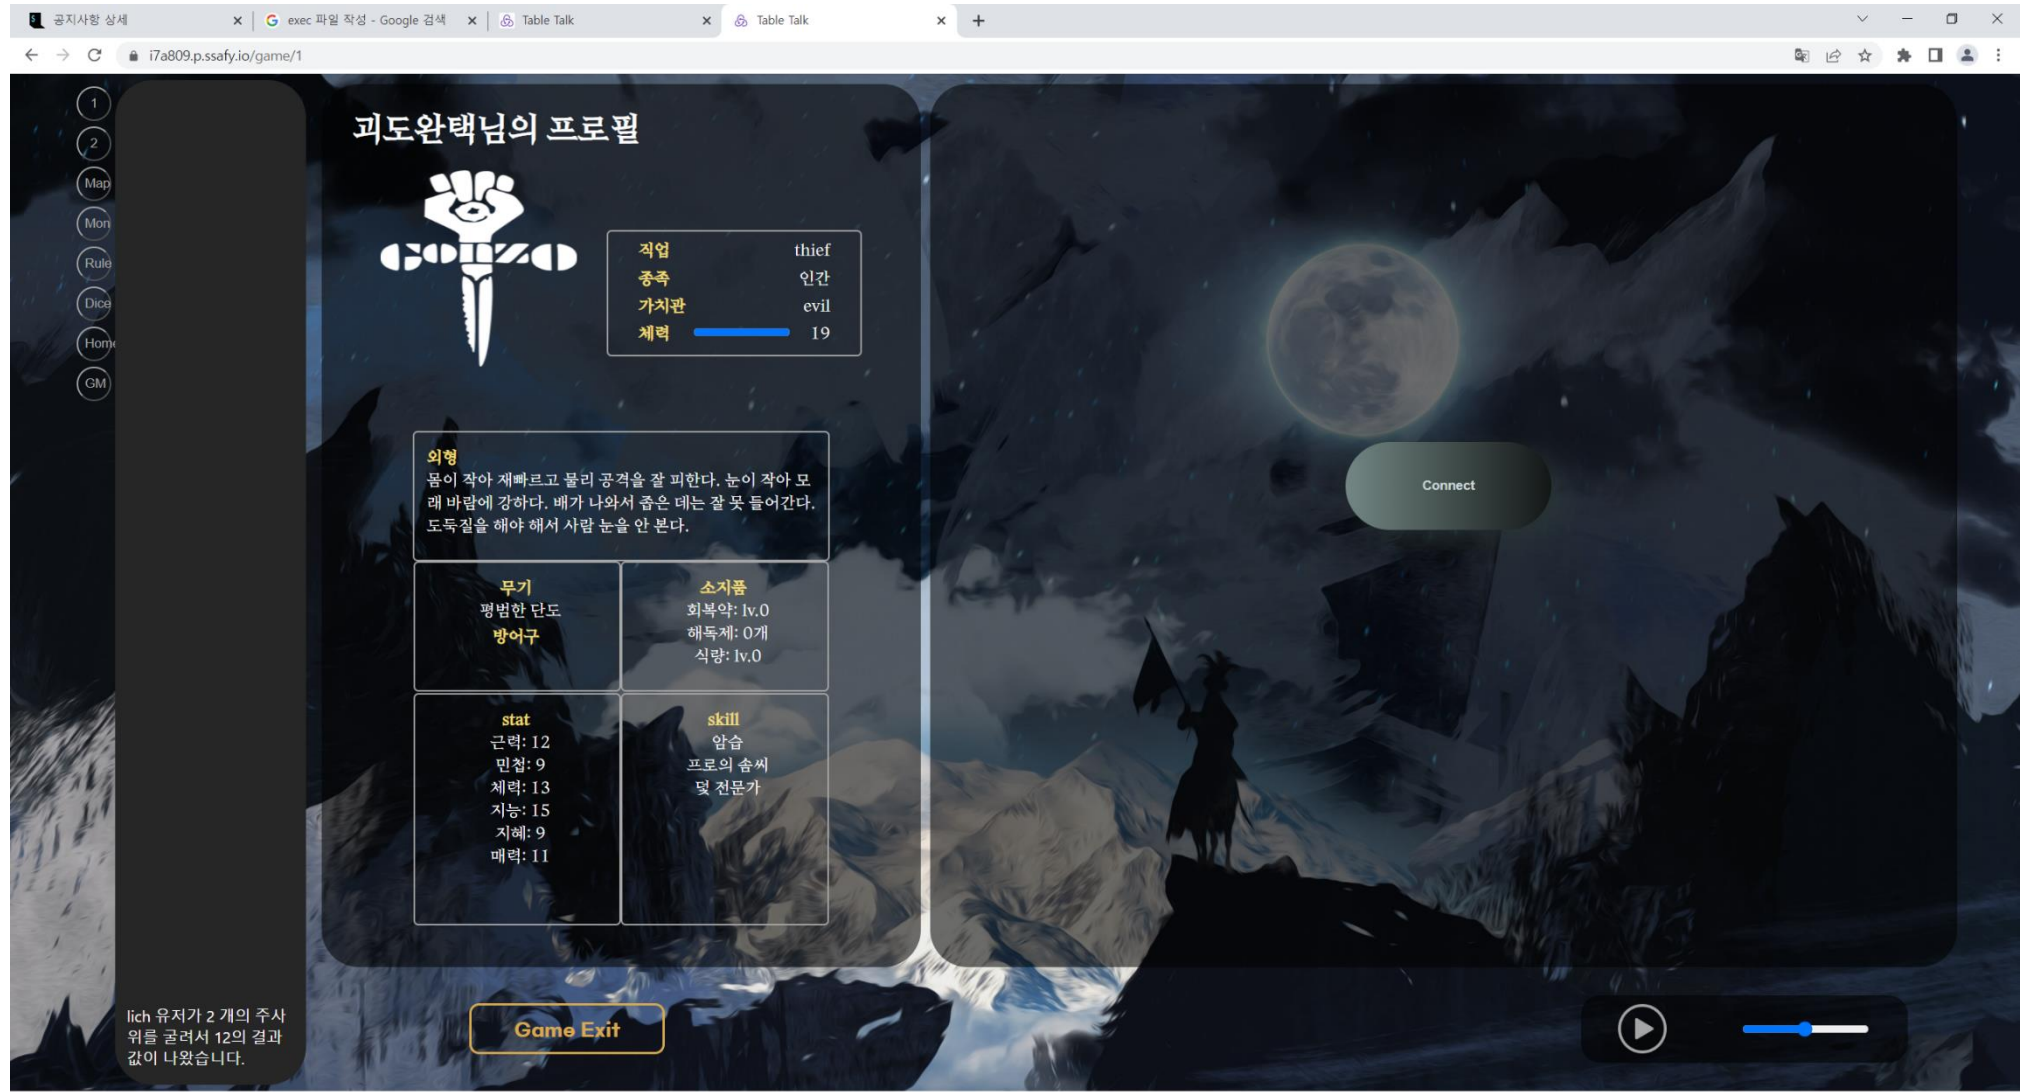 공지사항 상세
exec 파일 작성 - Google 검색
Table Talk
Table Talk
i7a809.p.ssafy.io/game/1
1
2
Map
Mon
Rule
Dice
Home
GM
lich 유저가 2 개의 주사
위를 굴려서 12의 결과
값이 나왔습니다.
괴도완택님의 프로필
GONZO
직업 thief
종족 인간
가치관 evil
체력 19
외형
몸이 작아 재빠르고 물리 공격을 잘 피한다. 눈이 작아 모
래 바람에 강하다. 배가 나와서 좁은 데는 잘 못 들어간다.
도둑질을 해야 해서 사람 눈을 안 본다.
무기
평범한 단도
방어구
소지품
회복약: lv.0
해독제: 0개
식량: lv.0
stat
근력: 12
민첩: 9
체력: 13
지능: 15
지혜: 9
매력: 11
skill
암습
프로의 솜씨
덫 전문가
Connect
Game Exit